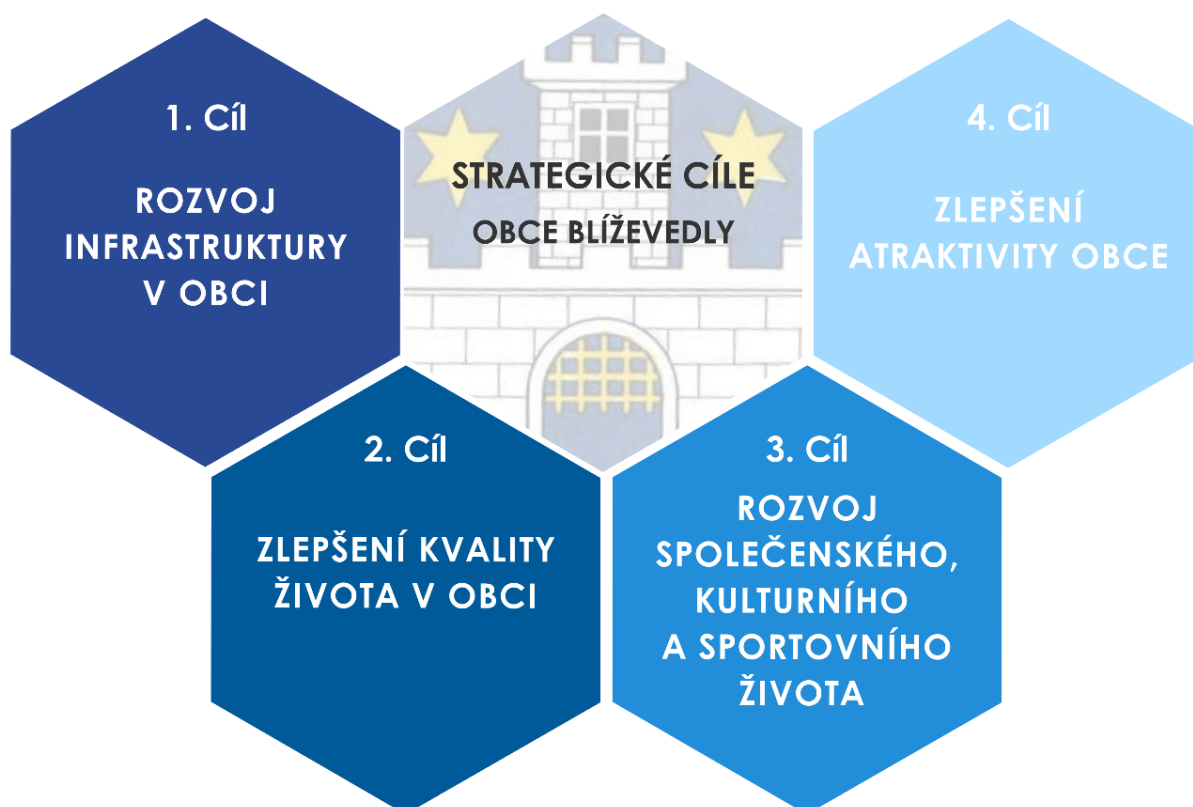 STRATEGICKÉ CÍLE
OBCE BLÍŽEVEDLY
1. Cíl
ROZVOJ
INFRASTRUKTURY
V OBCI
2. Cíl
ZLEPŠENÍ KVALITY
ŽIVOTA V OBCI
3. Cíl
ROZVOJ
SPOLEČENSKÉHO,
KULTURNÍHO
A SPORTOVNÍHO
ŽIVOTA
4. Cíl
ZLEPŠENÍ
ATRAKTIVITY OBCE